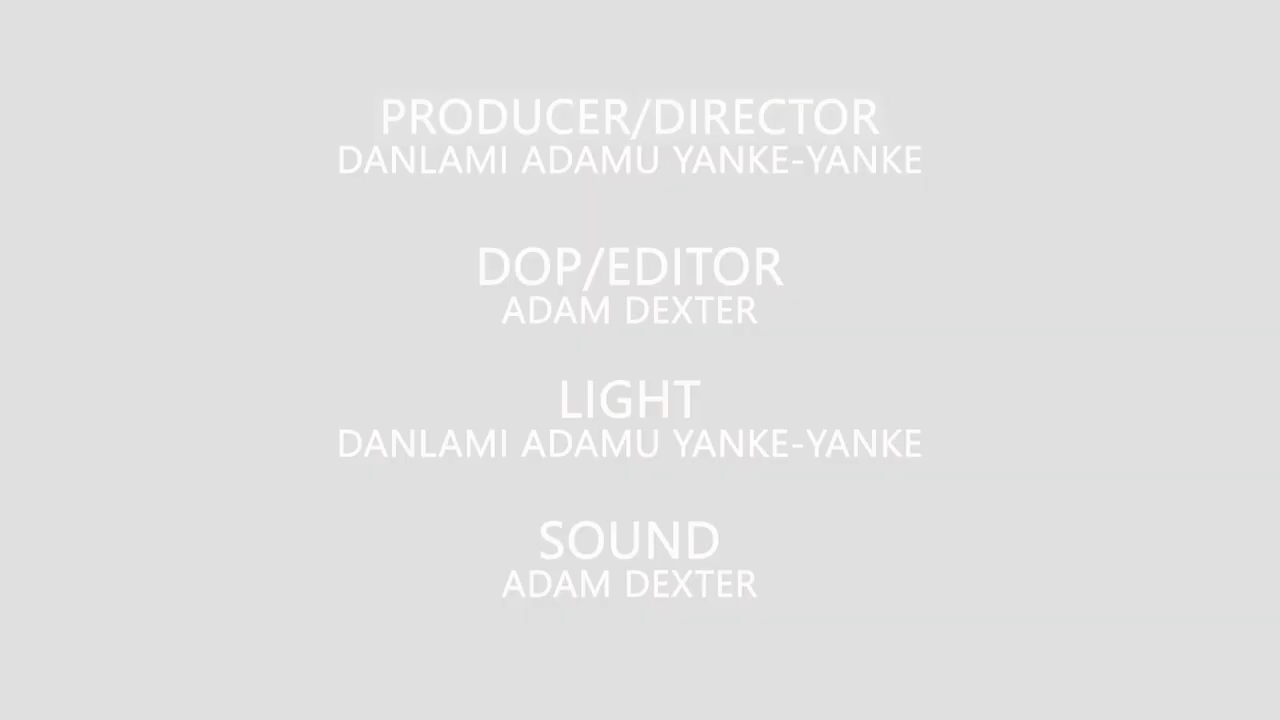 PRODUCER/DIRECTOR
DANLAMI ADAMU YANKE-YANKE
DOP/EDITOR
ADAM DEXTER
LIGHT
DANLAMI ADAMU YANKE-YANKE
SOUND
ADAM DEXTER